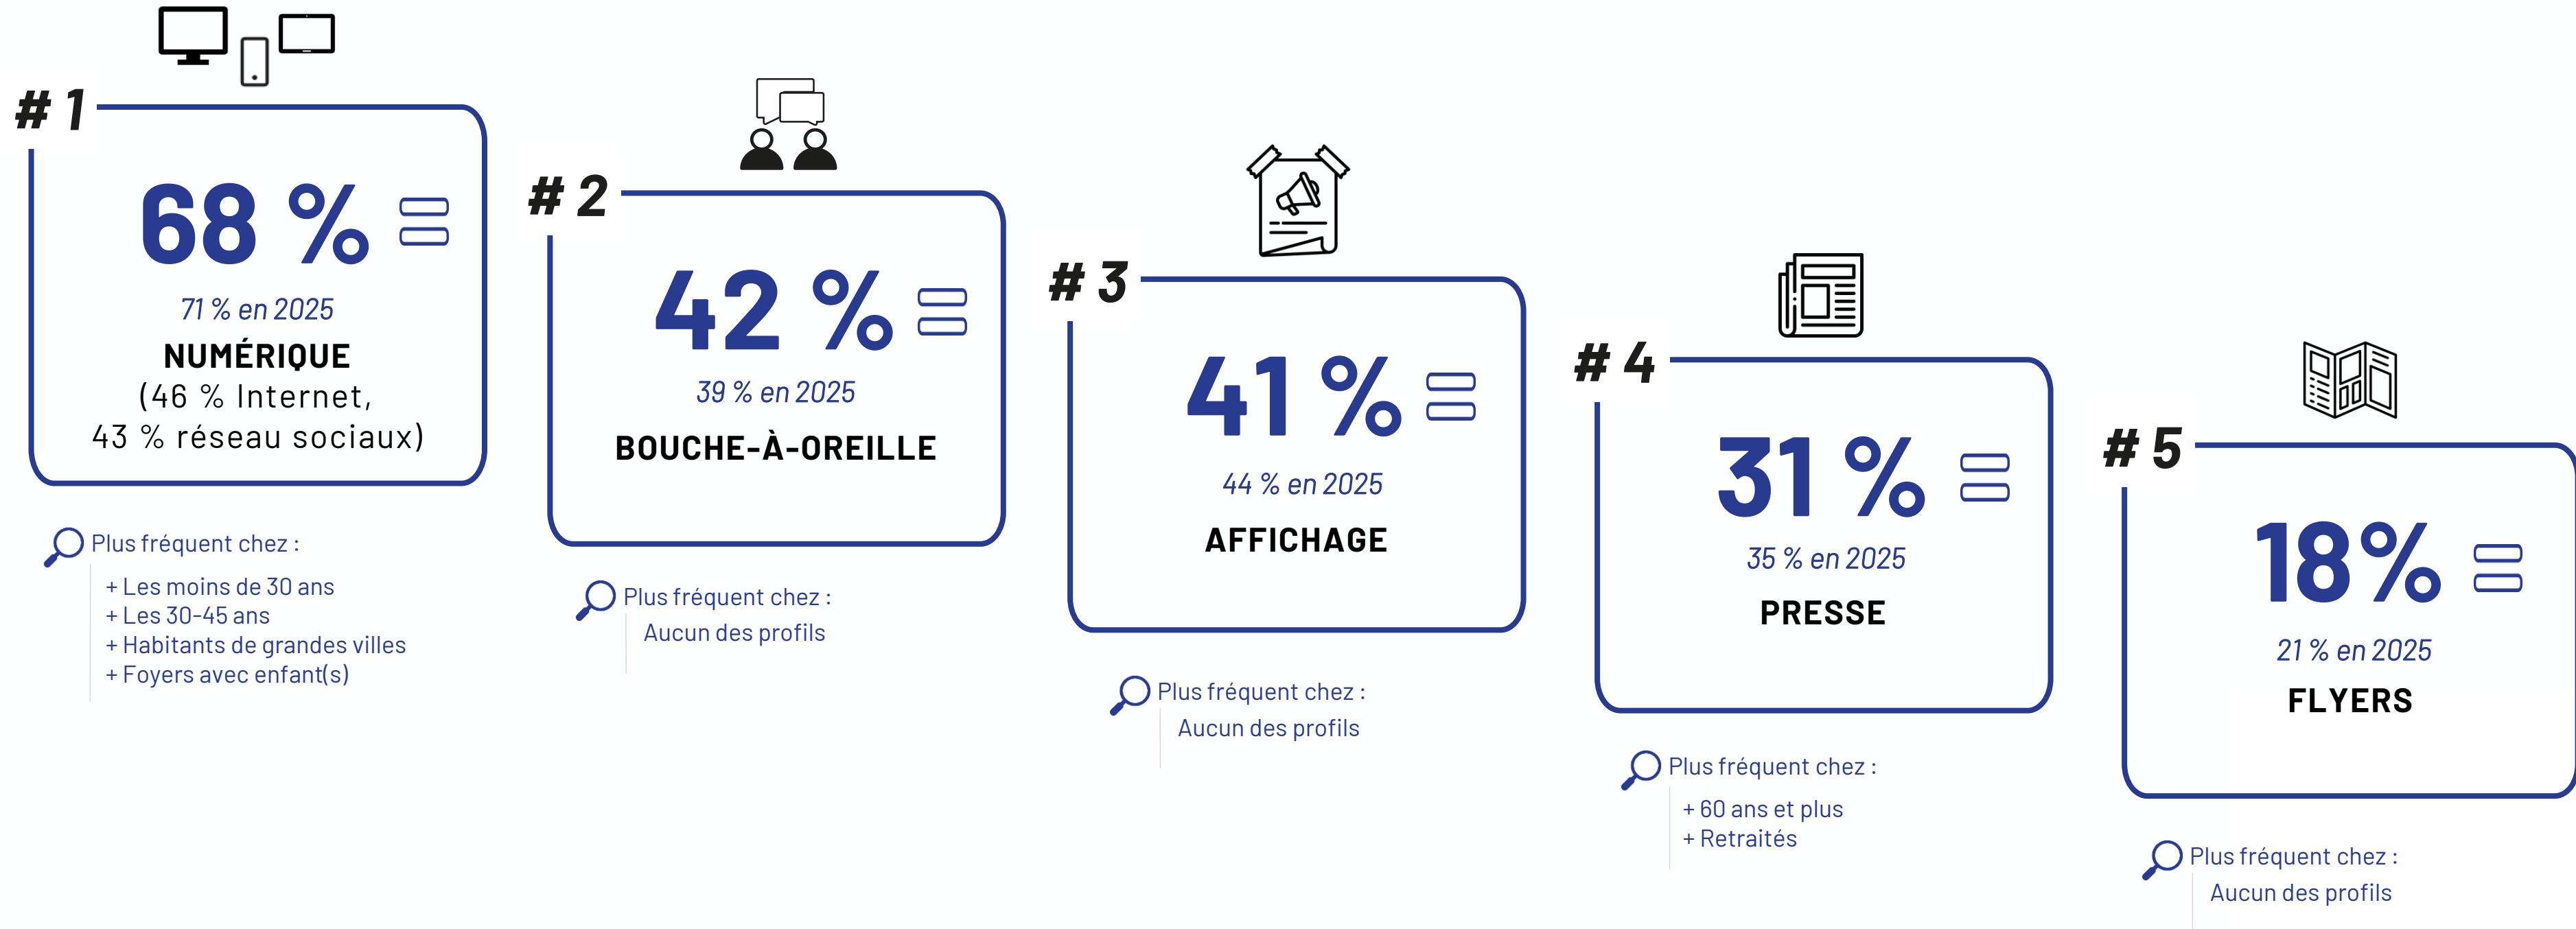 # 1
68 %
71 % en 2025
NUMÉRIQUE
(46 % Internet,
43 % réseau sociaux)
Plus fréquent chez :
+ Les moins de 30 ans
+ Les 30-45 ans
+ Habitants de grandes villes
+ Foyers avec enfant(s)
# 2
42 %
39 % en 2025
BOUCHE-À-OREILLE
Plus fréquent chez :
Aucun des profils
# 3
41 %
44 % en 2025
AFFICHAGE
Plus fréquent chez :
Aucun des profils
# 4
31 %
35 % en 2025
PRESSE
Plus fréquent chez :
+ 60 ans et plus
+ Retraités
# 5
18%
21 % en 2025
FLYERS
Plus fréquent chez :
Aucun des profils